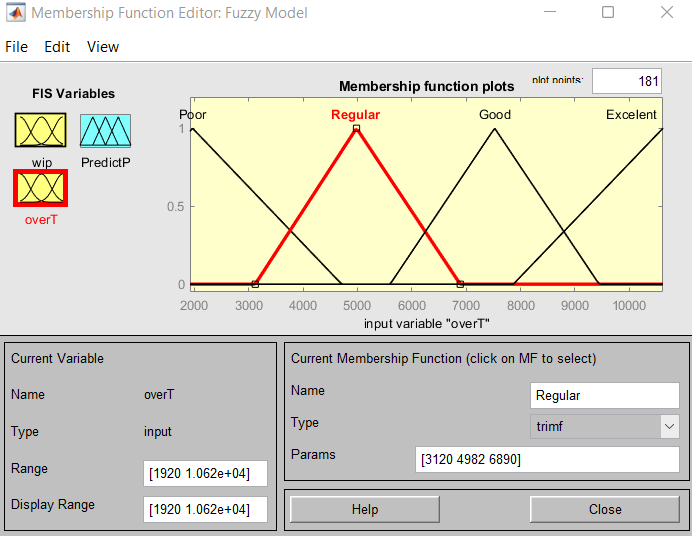 Membership Function Editor: Fuzzy Model
File Edit View
FIS Variables
wip
PredictP
overT
Membership function plots
plot points:
181
Poor
Regular
Good
Excelent
1
0.5
0
2000 3000 4000 5000 6000 7000 8000 9000 10000
input variable "overT"
Current Variable
Name overT
Type input
Range [1920 1.062e+04]
Display Range [1920 1.062e+04]
Current Membership Function (click on MF to select)
Name Regular
Type trimf
Params [3120 4982 6890]
Help
Close